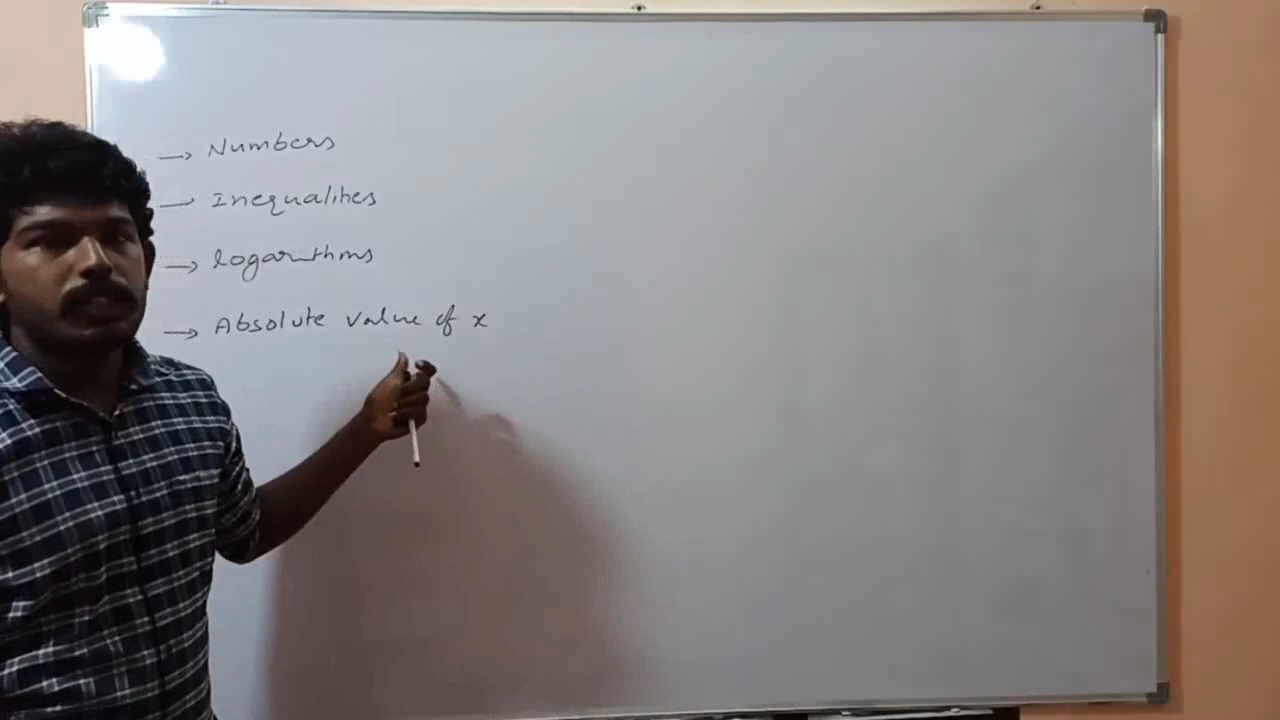 → Numbers
→ Inequalities
→ logarithms
→ Absolute value of x